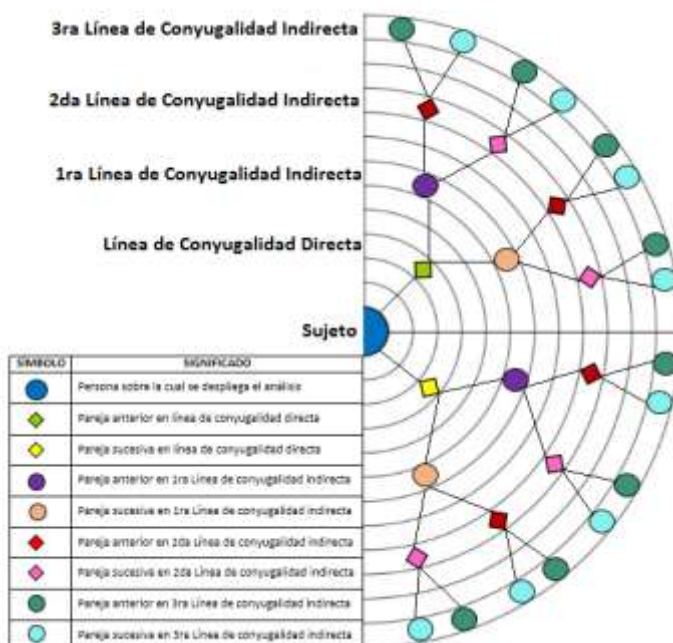 3ra Línea de Conyugalidad Indirecta
2da Línea de Conyugalidad Indirecta
1ra Línea de Conyugalidad Indirecta
Línea de Conyugalidad Directa
Sujeto
SÍMBOLO SIGNIFICADO
Persona sobre la cual se despliega el análisis
Pareja anterior en línea de conyugalidad directa
Pareja sucesiva en línea de conyugalidad directa
Pareja anterior en 1ra Línea de conyugalidad indirecta
Pareja sucesiva en 1ra Línea de conyugalidad indirecta
Pareja anterior en 2da Línea de conyugalidad indirecta
Pareja sucesiva en 2da Línea de conyugalidad indirecta
Pareja anterior en 3ra Línea de conyugalidad indirecta
Pareja sucesiva en 3ra Línea de conyugalidad indirecta